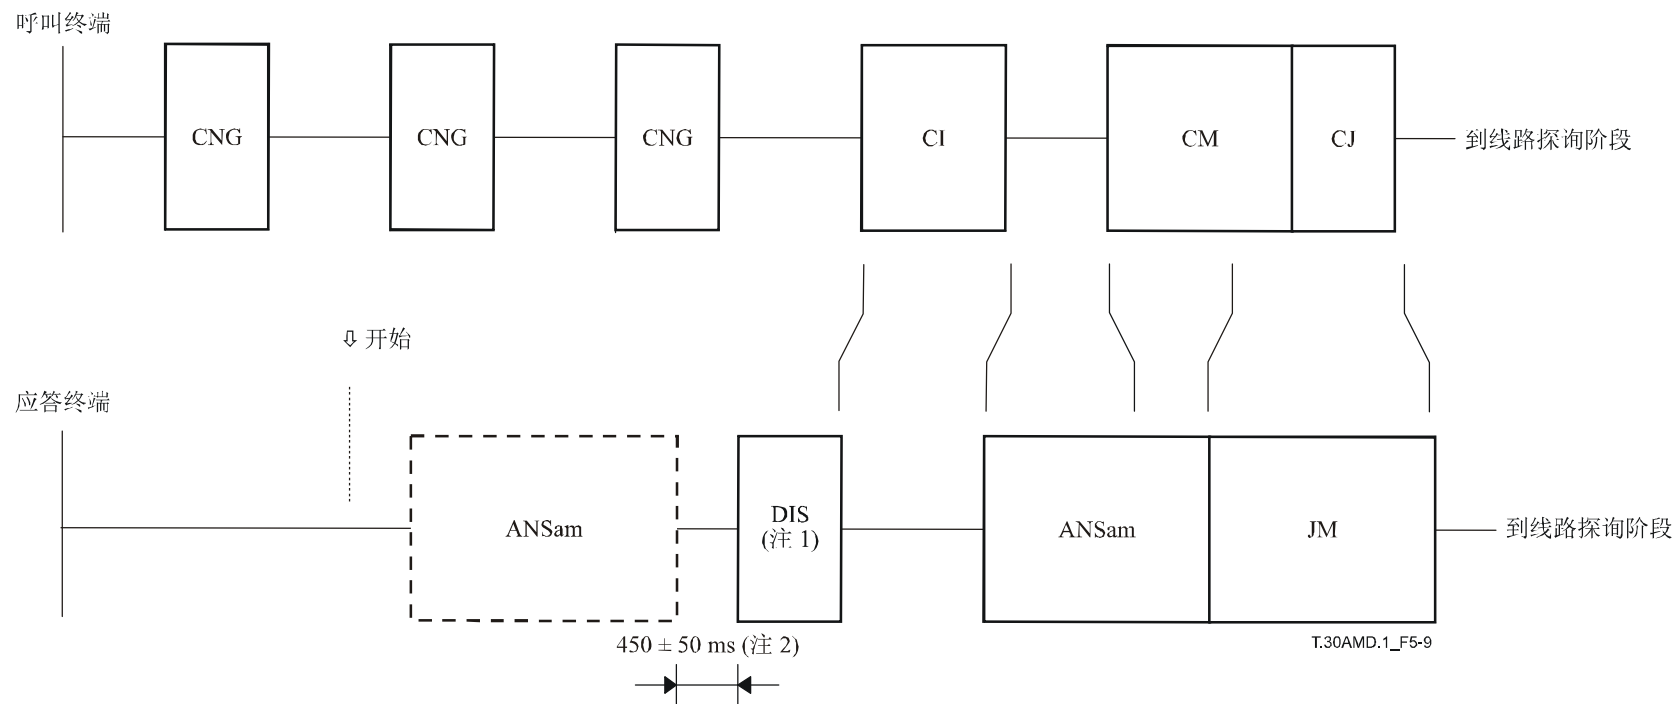 呼叫终端
CNG
CNG
CNG
CI
CM
CJ
到线路探询阶段
⇩ 开始
应答终端
ANSam
DIS
(注 1)
ANSam
JM
到线路探询阶段
450 ± 50 ms (注 2)
T.30AMD.1_F5-9